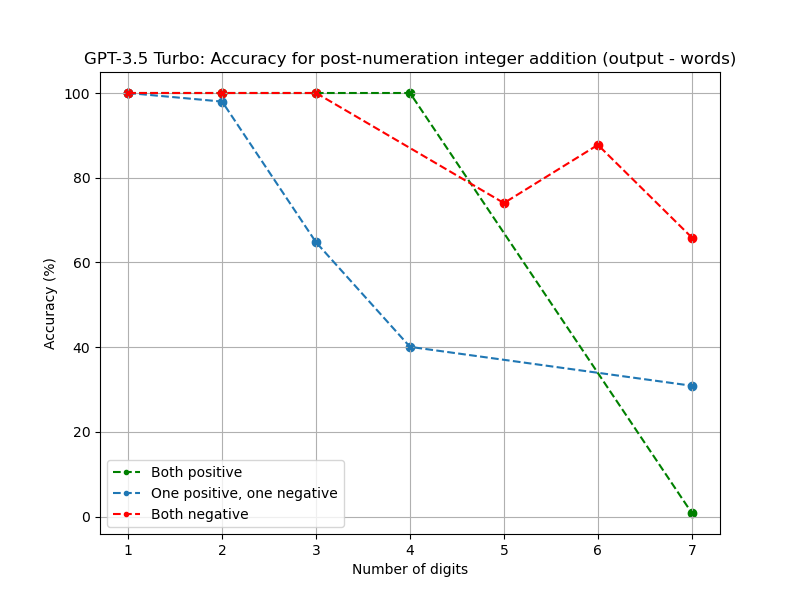 GPT-3.5 Turbo: Accuracy for post-numeration integer addition (output - words)
100
80
60
40
20
0
Accuracy (%)
Both positive
One positive, one negative
Both negative
1 2 3 4 5 6 7
Number of digits